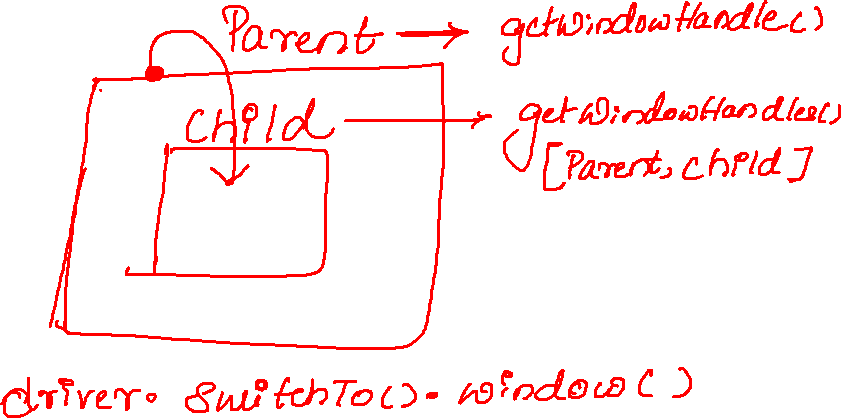 Parent → getWindowHandle()
child → getWindowHandles()
[Parent, child]
driver. switchTo(). window()